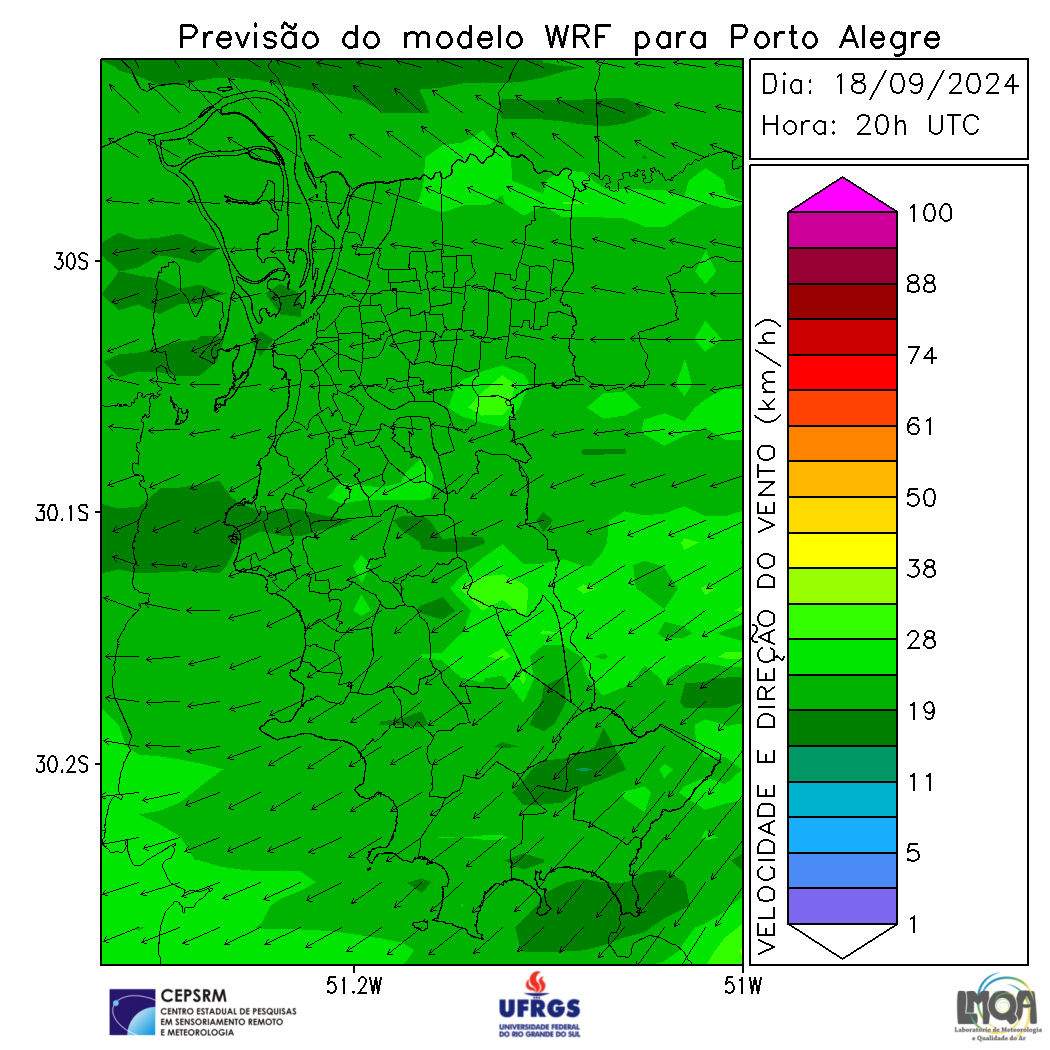 Previsão do modelo WRF para Porto Alegre
Dia: 18/09/2024
Hora: 20h UTC
30S
30.1S
30.2S
51.2W
51W
VELOCIDADE E DIREÇÃO DO VENTO (km/h)
100
88
74
61
50
38
28
19
11
5
1
CEPSRM
CENTRO ESTADUAL DE PESQUISAS
EM SENSORIAMENTO REMOTO
E METEOROLOGIA
UFRGS
UNIVERSIDADE FEDERAL
DO RIO GRANDE DO SUL
LMQA
Laboratório de Meteorologia
e Qualidade do Ar